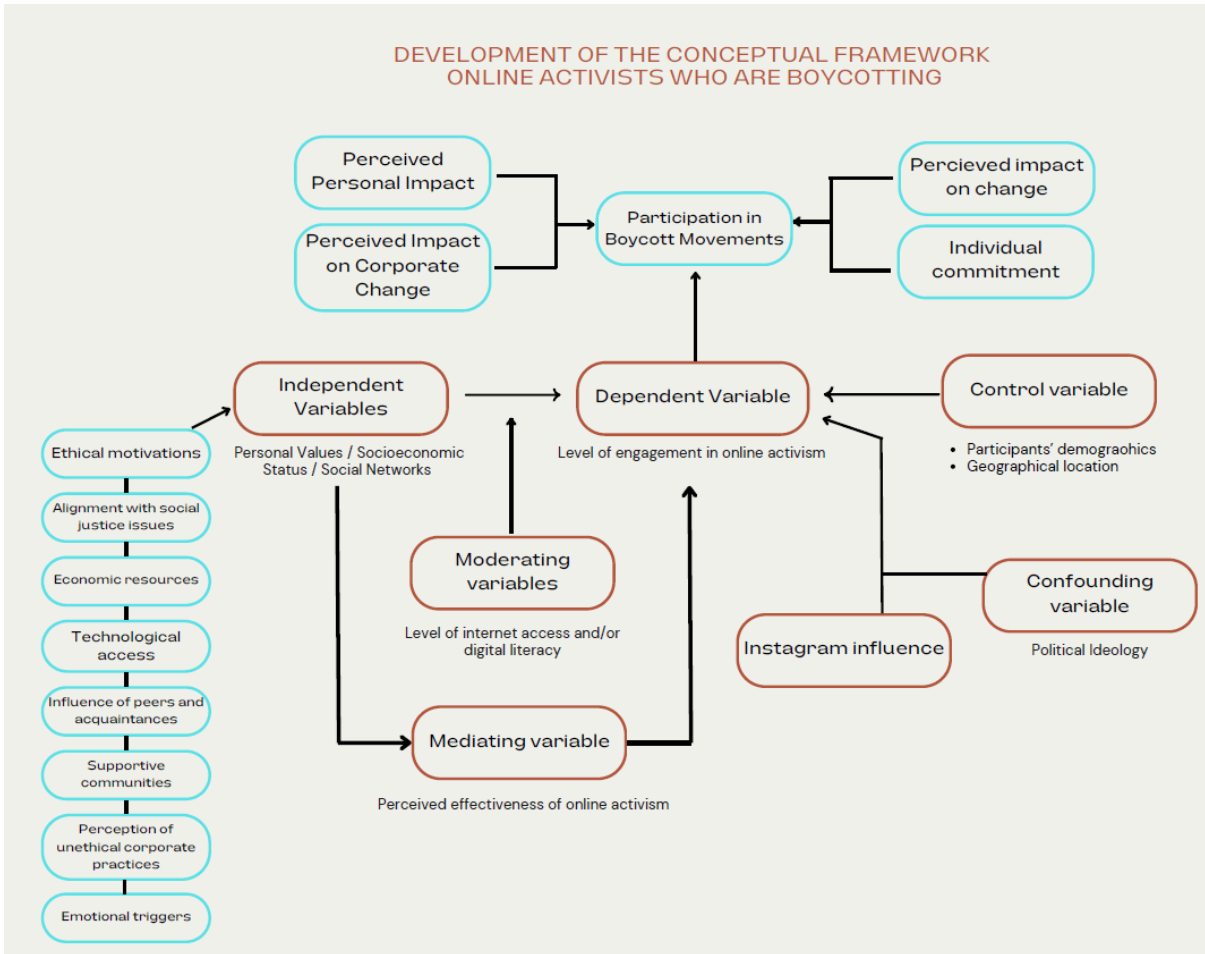 DEVELOPMENT OF THE CONCEPTUAL FRAMEWORK
ONLINE ACTIVISTS WHO ARE BOYCOTTING
Perceived
Personal Impact
Perceived Impact
on Corporate
Change
Participation in
Boycott Movements
Percieved impact
on change
Individual
commitment
Independent
Variables
Personal Values / Socioeconomic
Status / Social Networks
Dependent Variable
Level of engagement in online activism
Control variable
• Participants' demograohics
• Geographical location
Ethical motivations
Alignment with social
justice issues
Economic resources
Technological
access
Influence of peers and
acquaintances
Supportive
communities
Perception of
unethical corporate
practices
Emotional triggers
Moderating
variables
Level of internet access and/or
digital literacy
Mediating variable
Perceived effectiveness of online activism
Instagram influence
Confounding
variable
Political Ideology